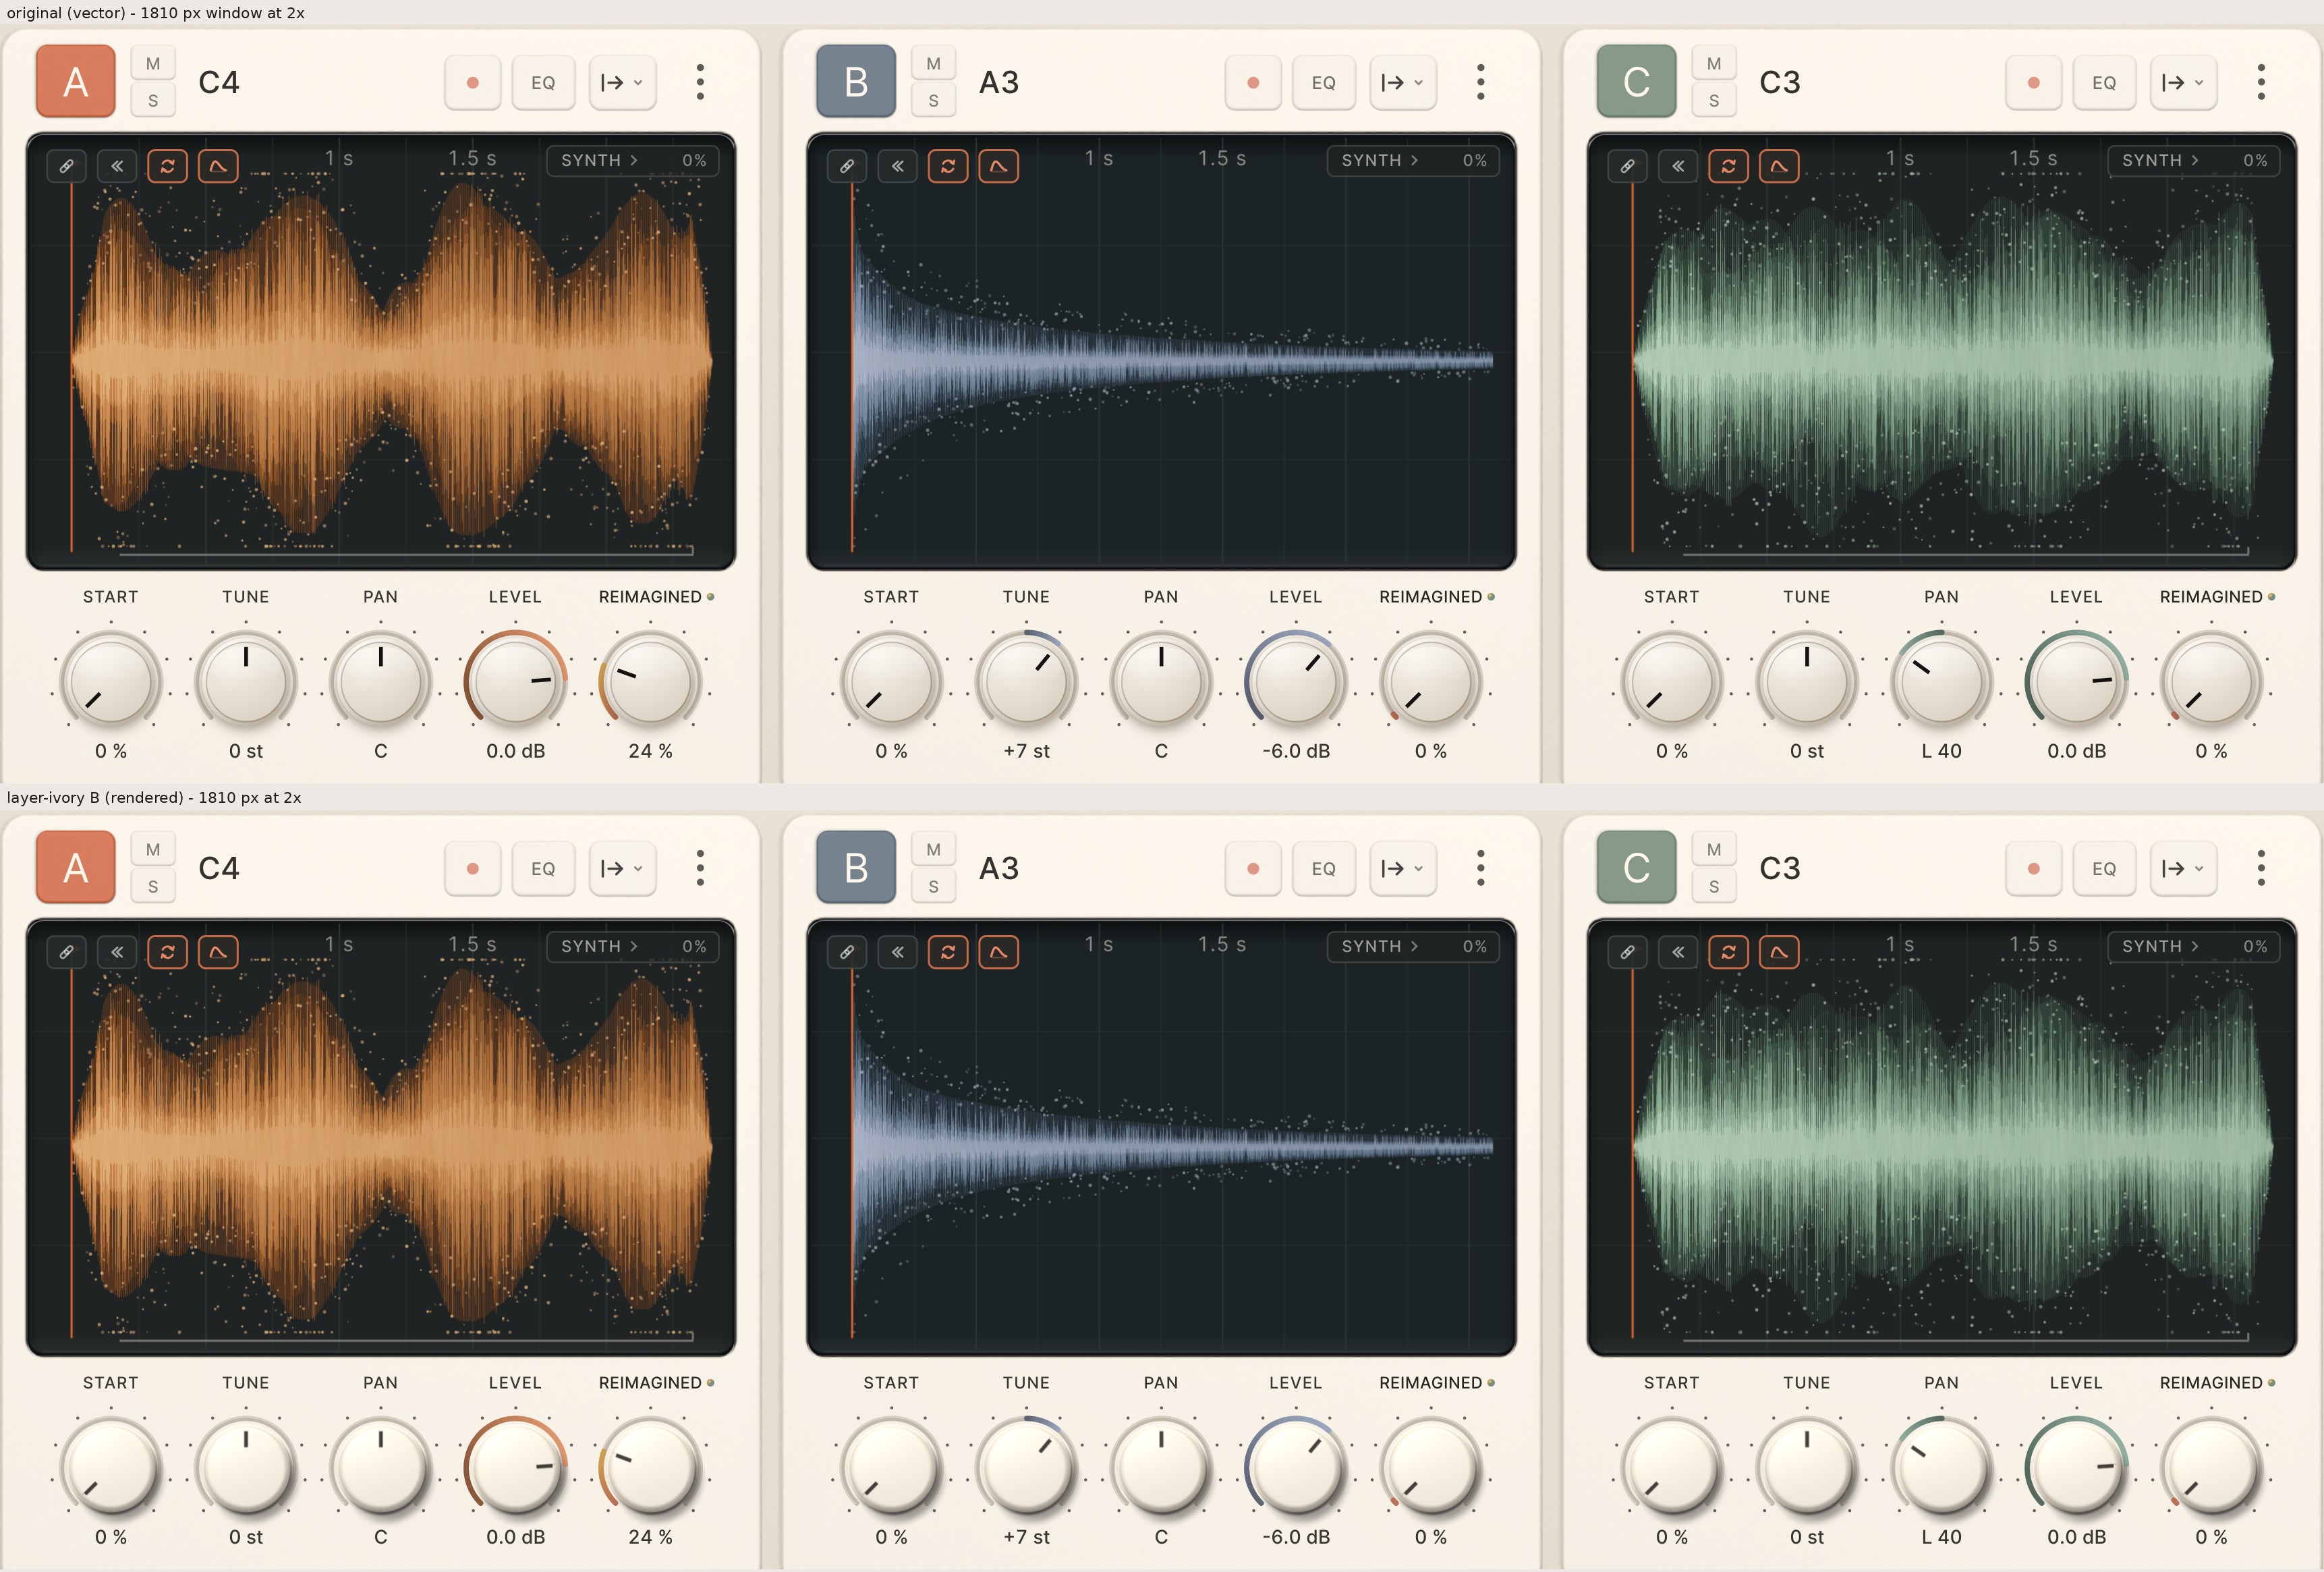 original (vector) - 1810 px window at 2x
A M S C4 EQ
B M S A3 EQ
C M S C3 EQ
1 s 1.5 s SYNTH > 0%
1 s 1.5 s SYNTH > 0%
1 s 1.5 s SYNTH > 0%
START TUNE PAN LEVEL REIMAGINED
START TUNE PAN LEVEL REIMAGINED
START TUNE PAN LEVEL REIMAGINED
0 % 0 st C 0.0 dB 24 %
0 % +7 st C -6.0 dB 0 %
0 % 0 st L 40 0.0 dB 0 %
layer-ivory B (rendered) - 1810 px at 2x
A M S C4 EQ
B M S A3 EQ
C M S C3 EQ
1 s 1.5 s SYNTH > 0%
1 s 1.5 s SYNTH > 0%
1 s 1.5 s SYNTH > 0%
START TUNE PAN LEVEL REIMAGINED
START TUNE PAN LEVEL REIMAGINED
START TUNE PAN LEVEL REIMAGINED
0 % 0 st C 0.0 dB 24 %
0 % +7 st C -6.0 dB 0 %
0 % 0 st L 40 0.0 dB 0 %